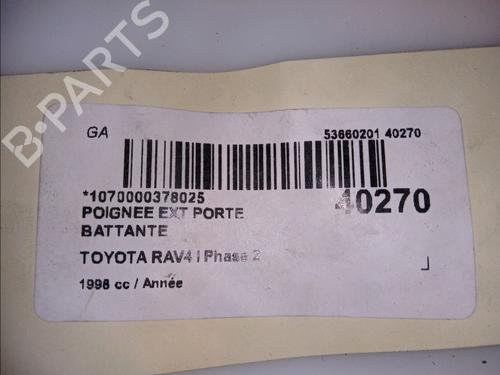 B-PARTS
GA
53660201 40270
*1070000378025
40270
POIGNEE EXT PORTE
BATTANTE
TOYOTA RAV4 I Phase 2
1998 cc / Année